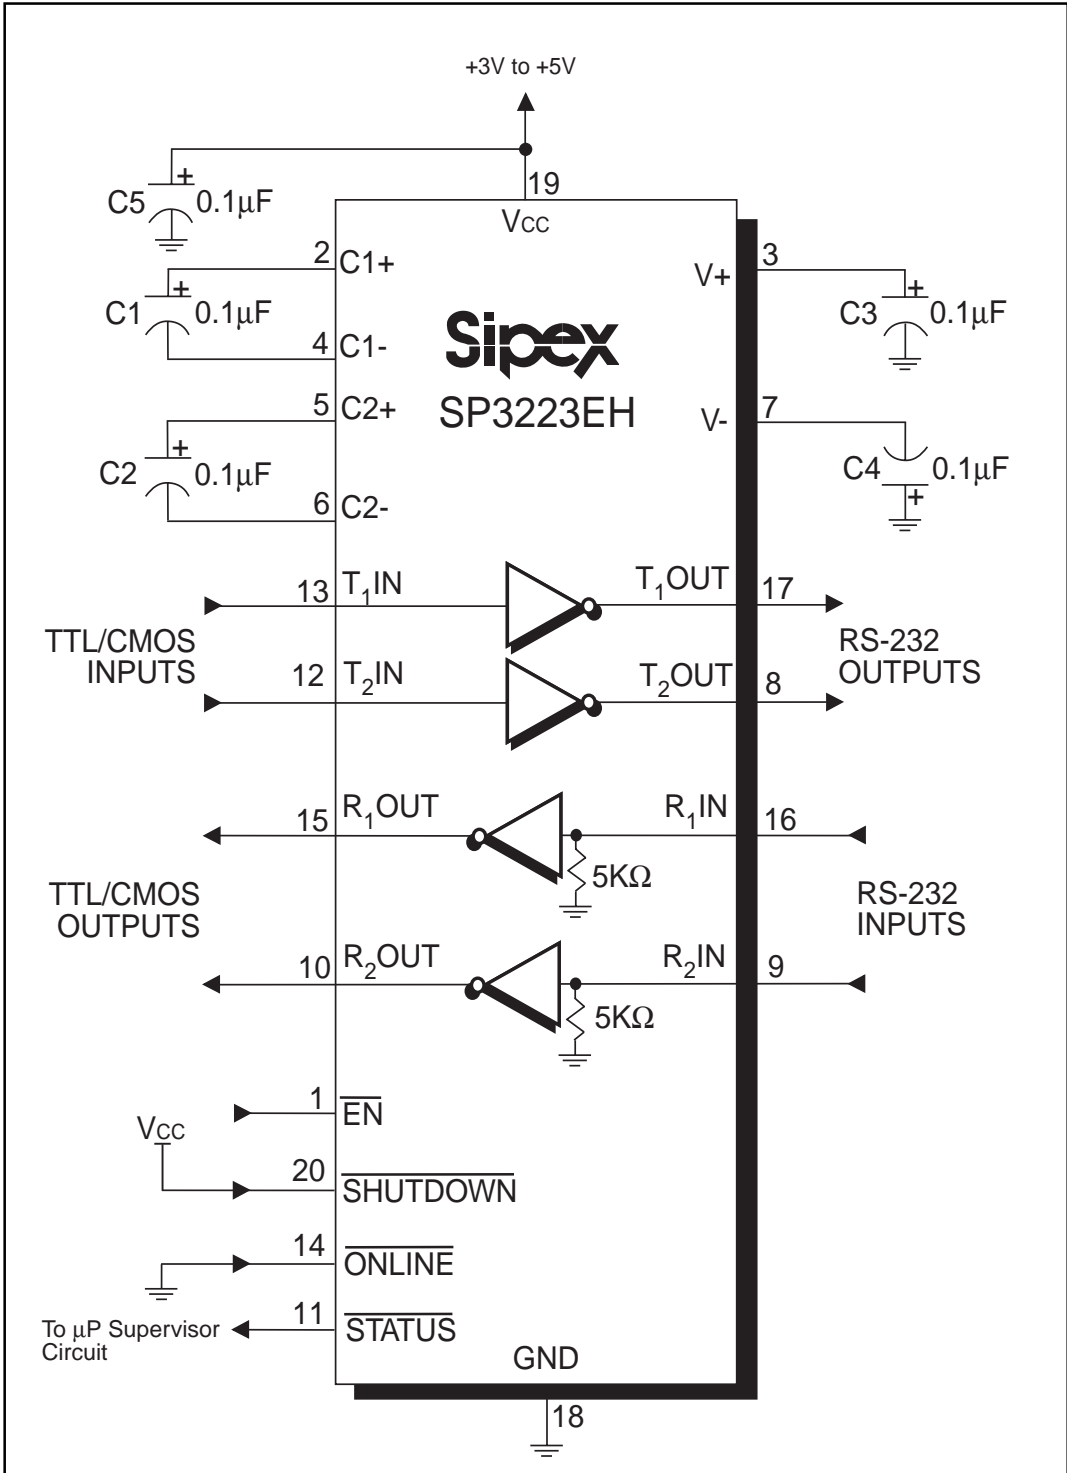 +3V to +5V
19
VCC
C5
+
0.1μF
2
C1+
C1
+
0.1μF
4
C1-
5
C2+
C2
+
0.1μF
6
C2-
Sipex
SP3223EH
V+
3
C3
+
0.1μF
V-
7
C4
0.1μF
+
13
T1IN
T1OUT
17
TTL/CMOS
INPUTS
RS-232
OUTPUTS
12
T2IN
T2OUT
8
15
R1OUT
R1IN
16
5KΩ
TTL/CMOS
OUTPUTS
RS-232
INPUTS
10
R2OUT
R2IN
9
5KΩ
1
EN
VCC
20
SHUTDOWN
14
ONLINE
11
STATUS
To μP Supervisor
Circuit
GND
18